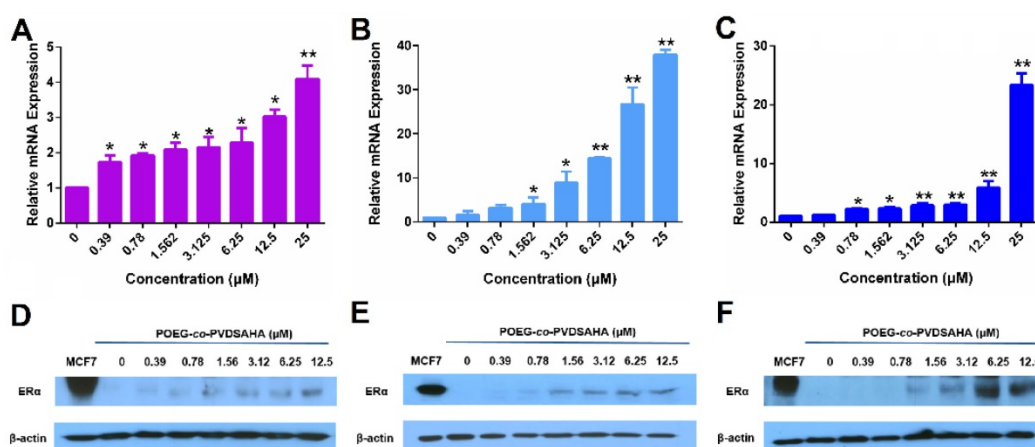 A
Relative mRNA Expression
5
4
3
2
1
0
* * * * * * **
0 0.39 0.78 1.562 3.125 6.25 12.5 25
Concentration (μM)
B
Relative mRNA Expression
40
30
20
10
0
* * ** ** **
0 0.39 0.78 1.562 3.125 6.25 12.5 25
Concentration (μM)
C
Relative mRNA Expression
30
20
10
0
* * ** ** ** **
0 0.39 0.78 1.562 3.125 6.25 12.5 25
Concentration (μM)
D
POEG-co-PVDSAHA (μM)
MCF7 0 0.39 0.78 1.56 3.12 6.25 12.5
ERα
β-actin
E
POEG-co-PVDSAHA (μM)
MCF7 0 0.39 0.78 1.56 3.12 6.25 12.5
ERα
β-actin
F
POEG-co-PVDSAHA (μM)
MCF7 0 0.39 0.78 1.56 3.12 6.25 12.5
ERα
β-actin